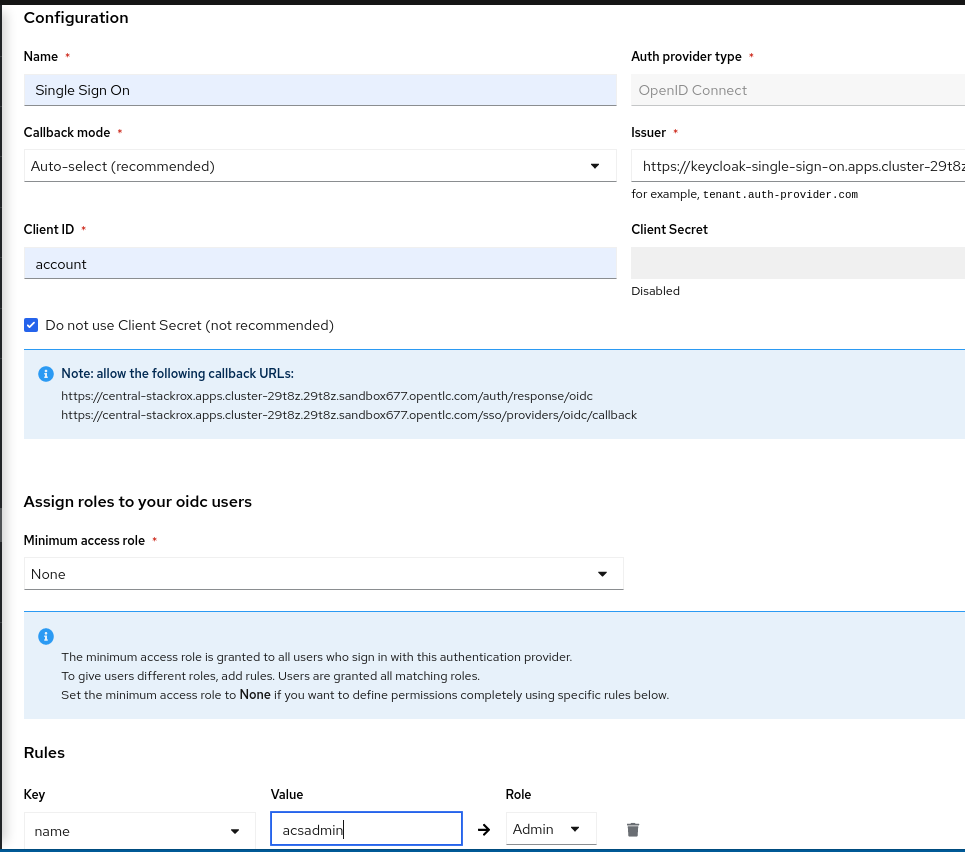 Configuration
Name *
Auth provider type *
Single Sign On
OpenID Connect
Callback mode *
Issuer *
Auto-select (recommended)
https://keycloak-single-sign-on.apps.cluster-29t8z
for example, tenant.auth-provider.com
Client ID *
Client Secret
account
Disabled
Do not use Client Secret (not recommended)
Note: allow the following callback URLs:
https://central-stackrox.apps.cluster-29t8z.29t8z.sandbox677.opentlc.com/auth/response/oidc
https://central-stackrox.apps.cluster-29t8z.29t8z.sandbox677.opentlc.com/sso/providers/oidc/callback
Assign roles to your oidc users
Minimum access role *
None
The minimum access role is granted to all users who sign in with this authentication provider.
To give users different roles, add rules. Users are granted all matching roles.
Set the minimum access role to None if you want to define permissions completely using specific rules below.
Rules
Key
Value
Role
name
acsadmin
Admin